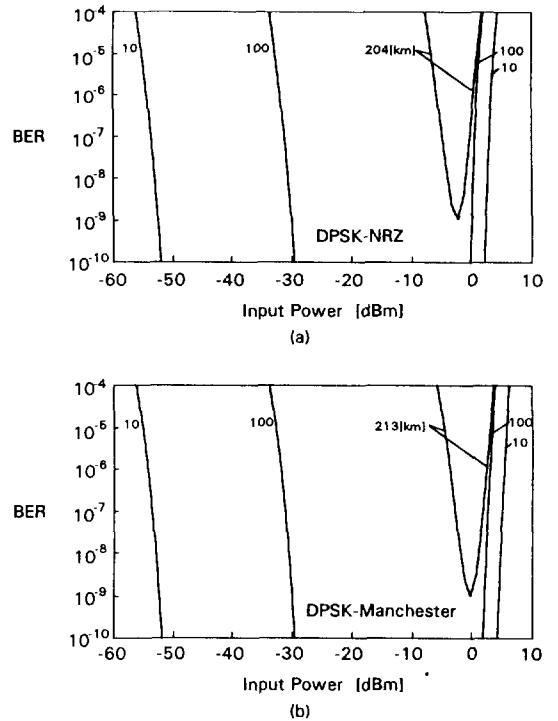 10⁻⁴
10⁻⁵
10⁻⁶
BER 10⁻⁷
10⁻⁸
10⁻⁹
10⁻¹⁰
10
100
204[km]
100
10
DPSK-NRZ
-60 -50 -40 -30 -20 -10 0 10
Input Power [dBm]
(a)
10⁻⁴
10⁻⁵
10⁻⁶
BER 10⁻⁷
10⁻⁸
10⁻⁹
10⁻¹⁰
10
100
213[km]
100
10
DPSK-Manchester
-60 -50 -40 -30 -20 -10 0 10
Input Power [dBm]
(b)